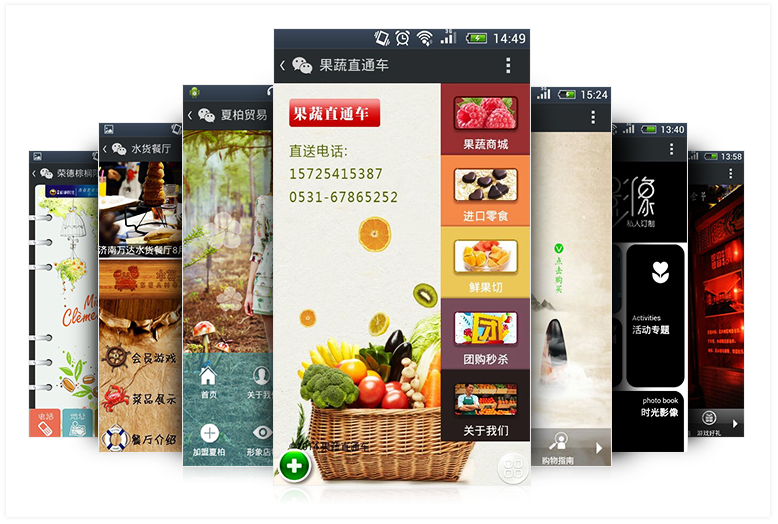 13:58
13:40
15:24
14:49
荣德棕榈阳
水货餐厅
夏柏贸易
果蔬直通车
果蔬直通车
直送电话:
15725415387
0531-67865252
果蔬商城
进口零食
鲜果切
团
团购秒杀
关于我们
首页
关于我们
加盟夏柏
形象店
济南万达水货餐厅8月
会员游戏
菜品展示
餐厅介绍
电话
地址
点击购买
购物指南
影像
私人订制
Activities
活动专题
photo book
时光影像
游戏好礼